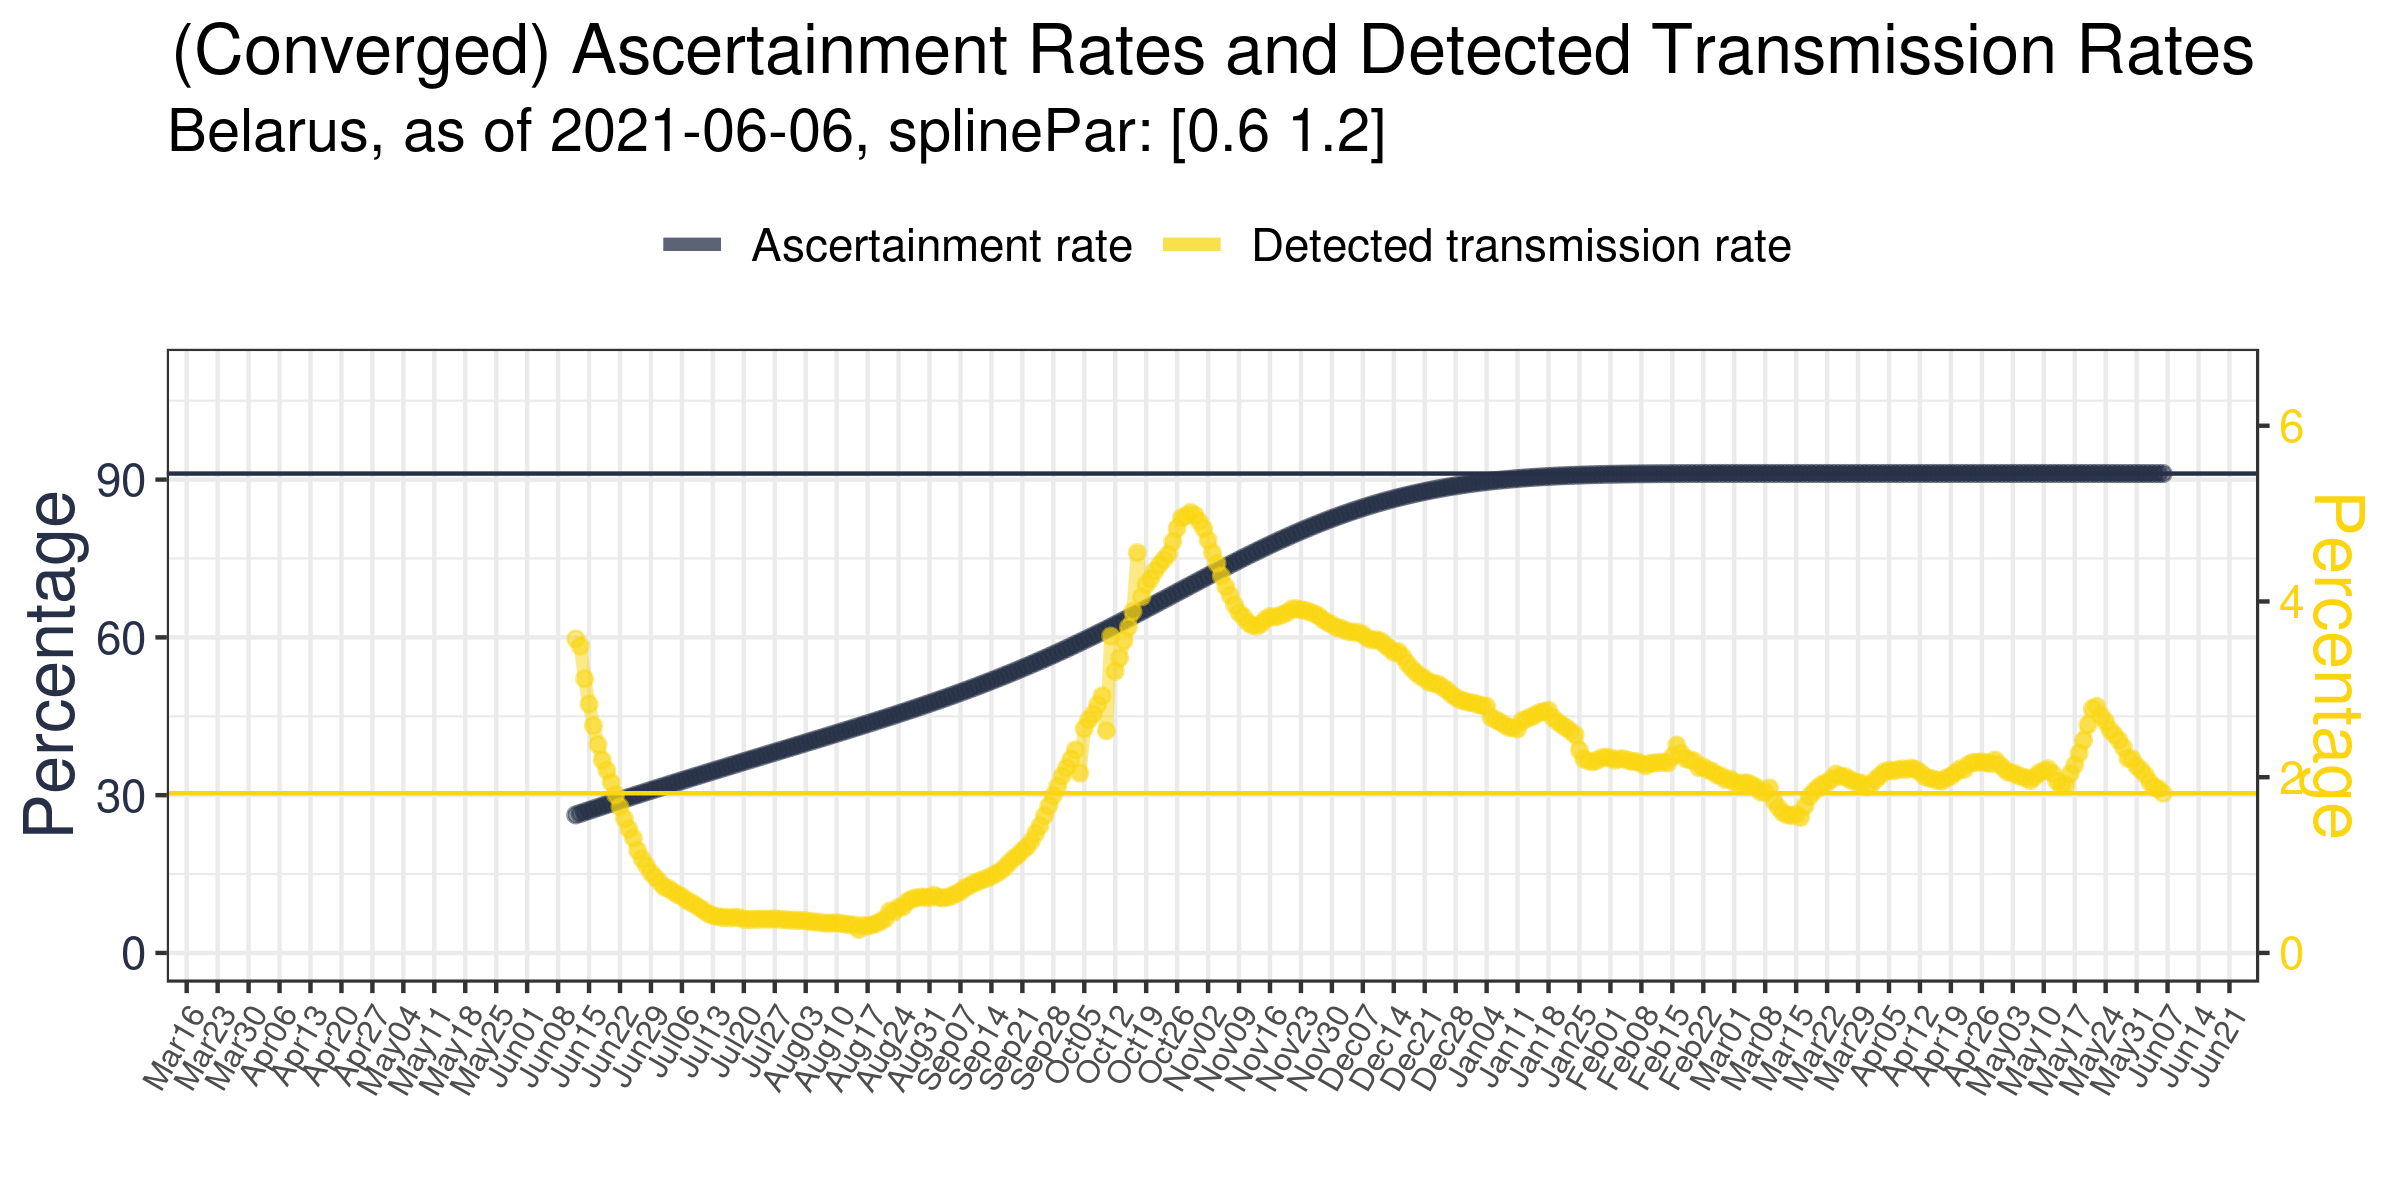 (Converged) Ascertainment Rates and Detected Transmission Rates
Belarus, as of 2021-06-06, splinePar: [0.6 1.2]
Ascertainment rate
Detected transmission rate
Percentage
90
60
30
0
6
4
2
0
Percentage
Mar16
Mar23
Mar30
Apr06
Apr13
Apr20
Apr27
May04
May11
May18
May25
Jun01
Jun08
Jun15
Jun22
Jun29
Jul06
Jul13
Jul20
Jul27
Aug03
Aug10
Aug17
Aug24
Aug31
Sep07
Sep14
Sep21
Sep28
Oct05
Oct12
Oct19
Oct26
Nov02
Nov09
Nov16
Nov23
Nov30
Dec07
Dec14
Dec21
Dec28
Jan04
Jan11
Jan18
Jan25
Feb01
Feb08
Feb15
Feb22
Mar01
Mar08
Mar15
Mar22
Mar29
Apr05
Apr12
Apr19
Apr26
May03
May10
May17
May24
May31
Jun07
Jun14
Jun21